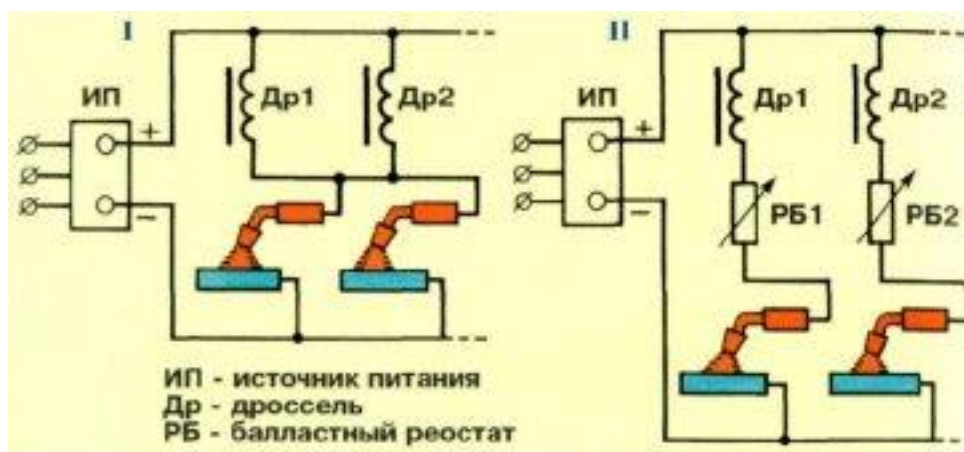 I
ИП
+
−
Др1
Др2
II
ИП
+
−
Др1
Др2
РБ1
РБ2
ИП - источник питания
Др - дроссель
РБ - балластный реостат